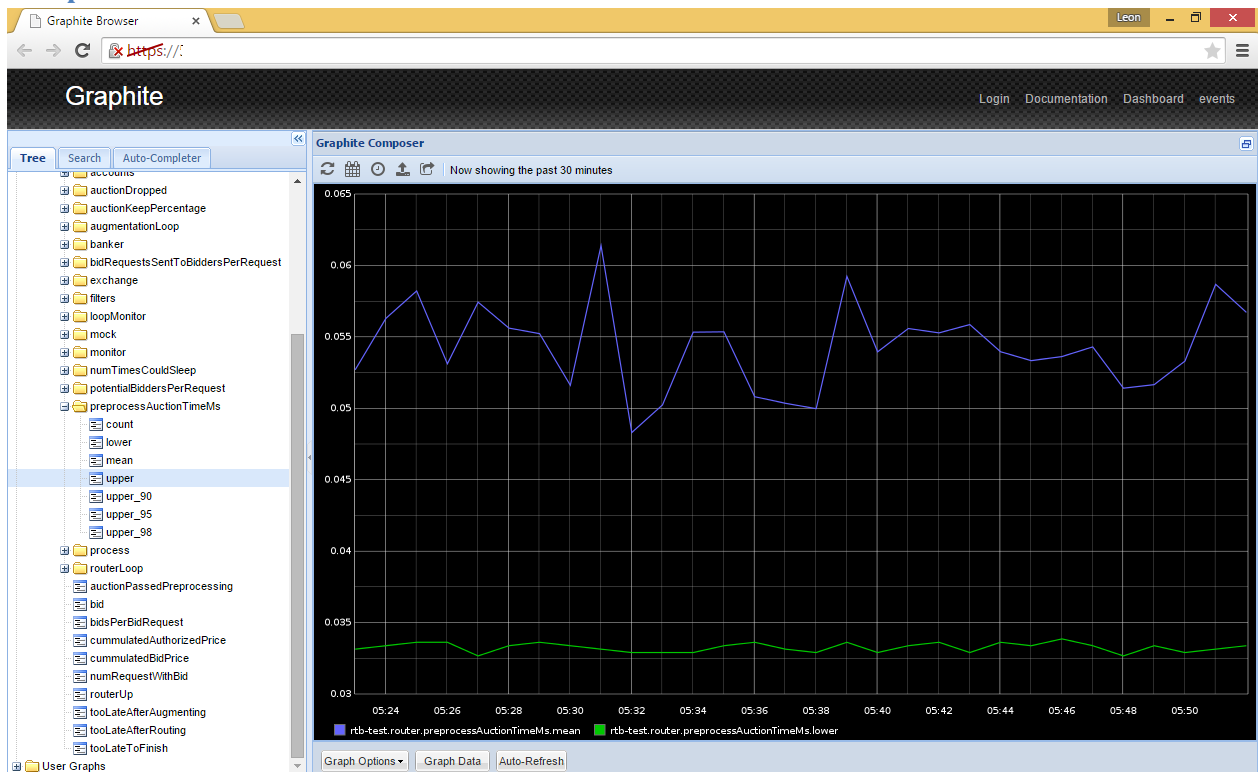 Graphite Browser
Leon
https://
Graphite
Login Documentation Dashboard events
Graphite Composer
Tree Search Auto-Completer
Now showing the past 30 minutes
accounts
auctionDropped
auctionKeepPercentage
augmentationLoop
banker
bidRequestsSentToBiddersPerRequest
exchange
filters
loopMonitor
mock
monitor
numTimesCouldSleep
potentialBiddersPerRequest
preprocessAuctionTimeMs
count
lower
mean
upper
upper_90
upper_95
upper_98
process
routerLoop
auctionPassedPreprocessing
bid
bidsPerBidRequest
cummulatedAuthorizedPrice
cummulatedBidPrice
numRequestWithBid
routerUp
tooLateAfterAugmenting
tooLateAfterRouting
tooLateToFinish
User Graphs
0.065
0.06
0.055
0.05
0.045
0.04
0.035
0.03
05:24 05:26 05:28 05:30 05:32 05:34 05:36 05:38 05:40 05:42 05:44 05:46 05:48 05:50
rtb-test.router.preprocessAuctionTimeMs.mean rtb-test.router.preprocessAuctionTimeMs.lower
Graph Options Graph Data Auto-Refresh